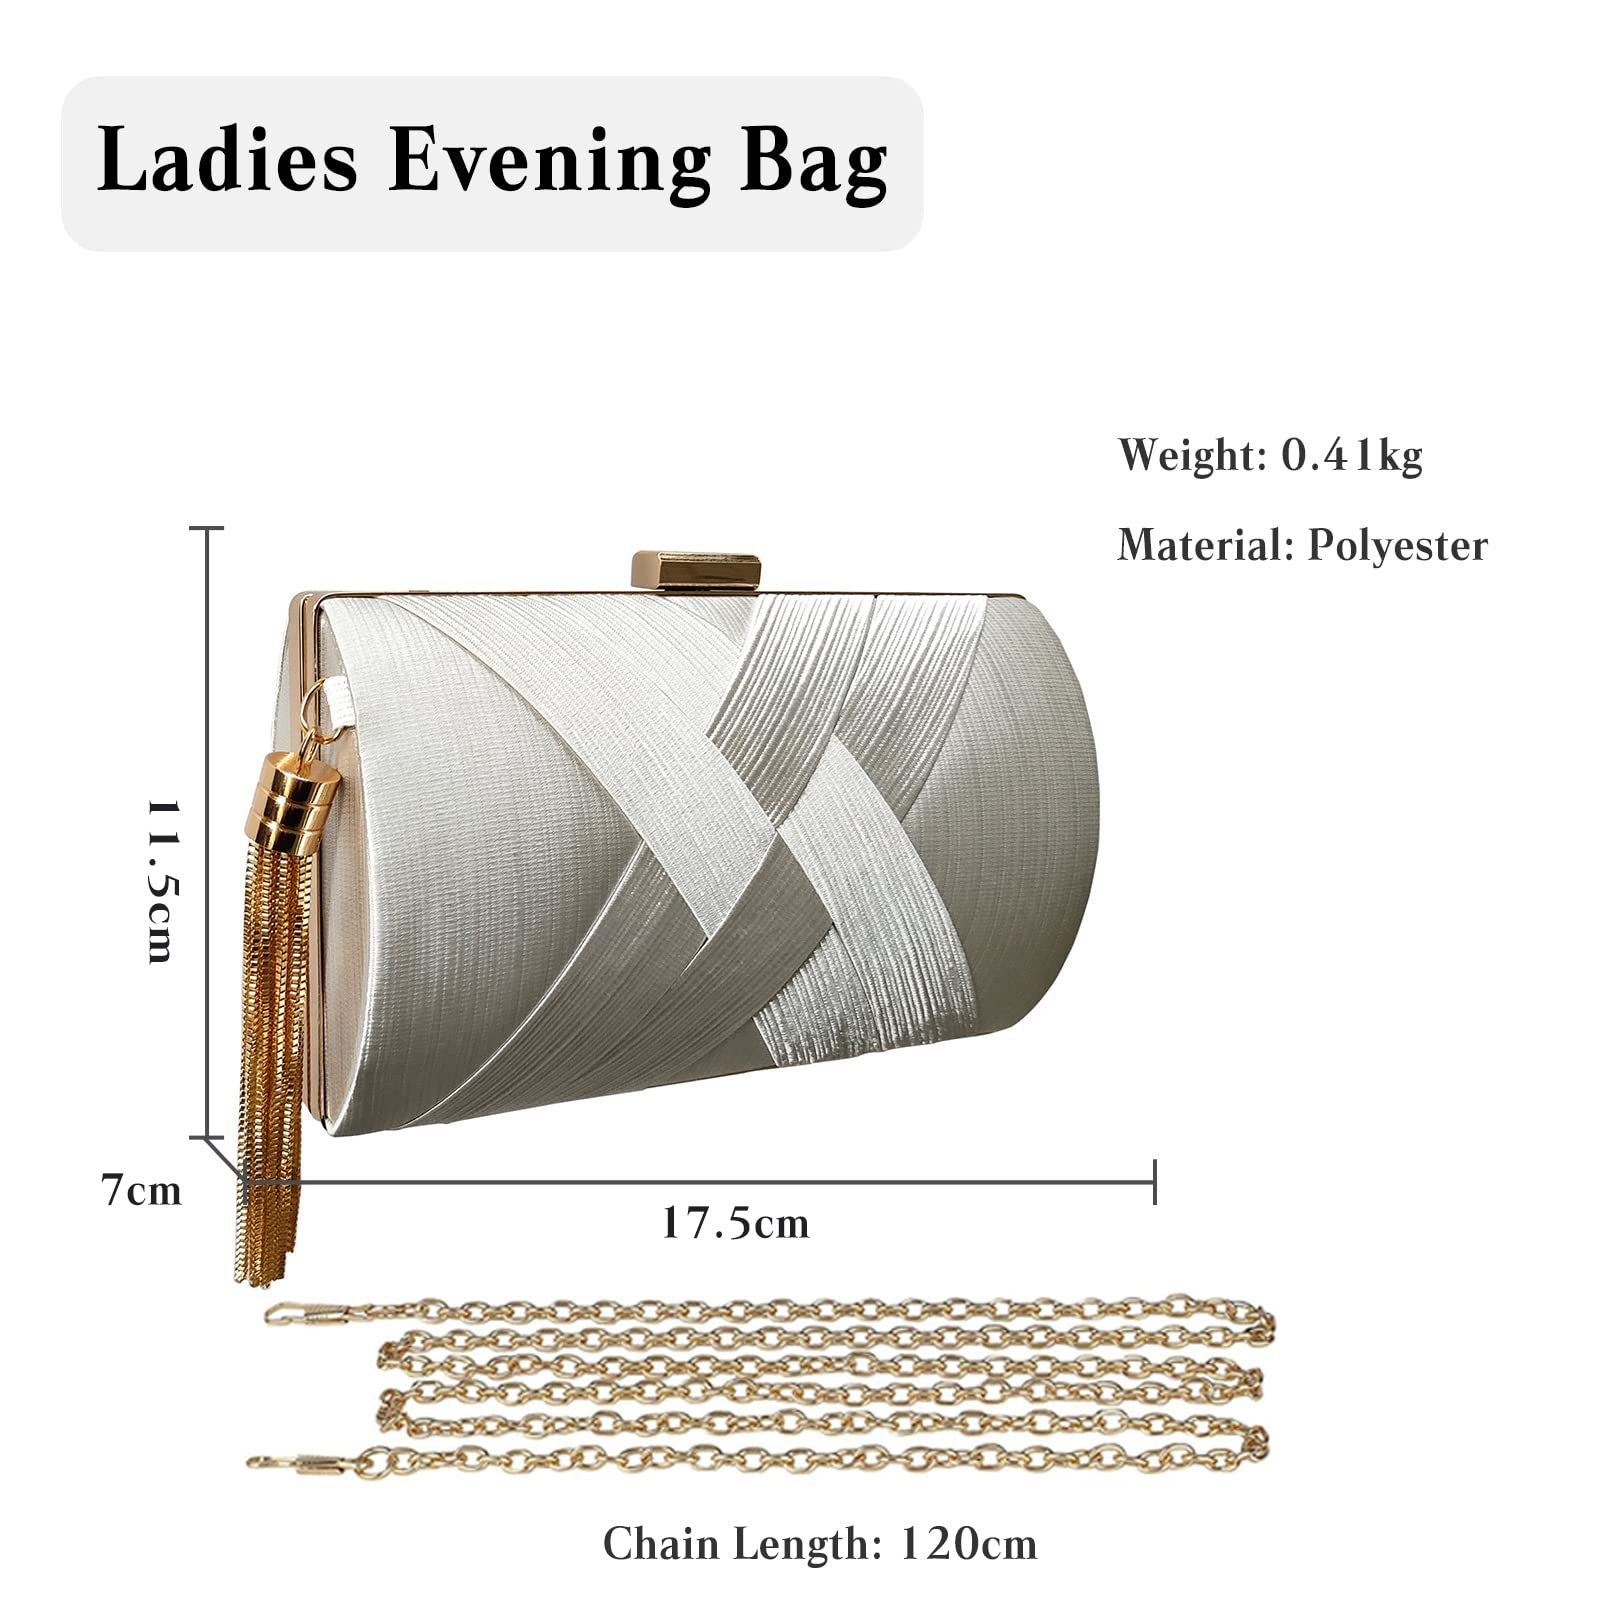 Ladies Evening Bag
Weight: 0.41kg
Material: Polyester
11.5cm
7cm
17.5cm
Chain Length: 120cm